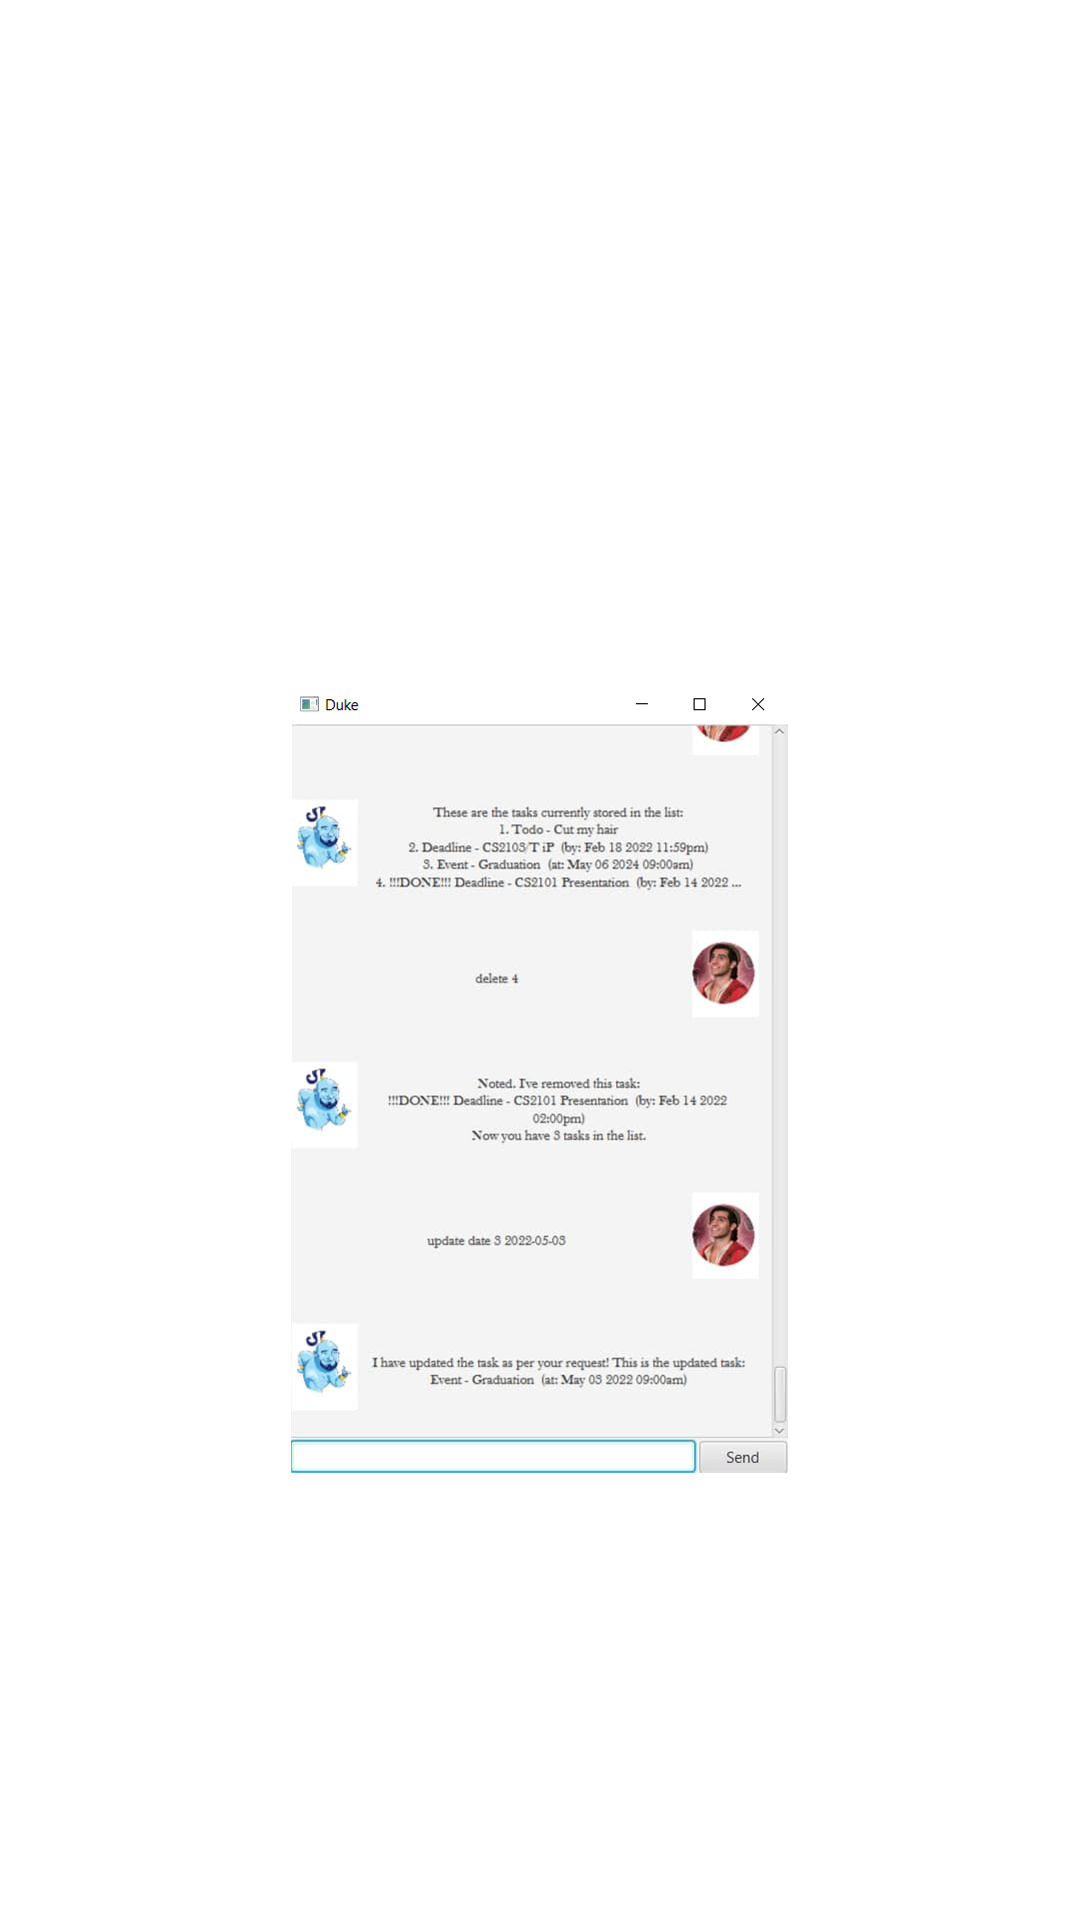 Duke
These are the tasks currently stored in the list:
1. Todo - Cut my hair
2. Deadline - CS2103/T iP  (by: Feb 18 2022 11:59pm)
3. Event - Graduation  (at: May 06 2024 09:00am)
4. !!!DONE!!! Deadline - CS2101 Presentation  (by: Feb 14 2022 ...
delete 4
Noted. I've removed this task:
!!!DONE!!! Deadline - CS2101 Presentation  (by: Feb 14 2022
02:00pm)
Now you have 3 tasks in the list.
update date 3 2022-05-03
I have updated the task as per your request! This is the updated task:
Event - Graduation  (at: May 03 2022 09:00am)
Send